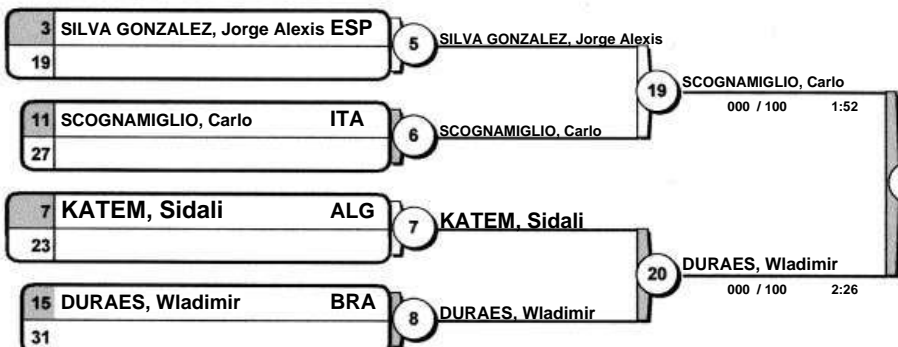 3 SILVA GONZALEZ, Jorge Alexis ESP
19
5
SILVA GONZALEZ, Jorge Alexis
19
SCOGNAMIGLIO, Carlo
000 / 100 1:52
11 SCOGNAMIGLIO, Carlo ITA
27
6
SCOGNAMIGLIO, Carlo
7 KATEM, Sidali ALG
23
7
KATEM, Sidali
20
DURAES, Wladimir
000 / 100 2:26
15 DURAES, Wladimir BRA
31
8
DURAES, Wladimir